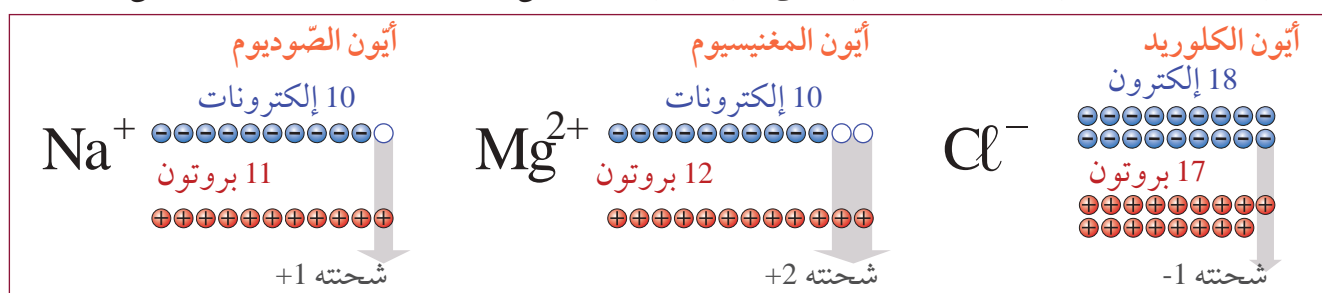 أيّون الكلوريد
18 إلكترون
Cℓ⁻
17 بروتون
شحنته 1-
أيّون المغنيسيوم
10 إلكترونات
Mg²⁺
12 بروتون
شحنته 2+
أيّون الصّوديوم
10 إلكترونات
Na⁺
11 بروتون
شحنته 1+